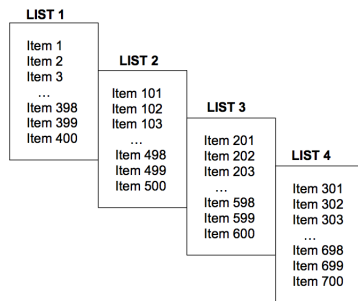 LIST 1
Item 1
Item 2
Item 3
...
Item 398
Item 399
Item 400
LIST 2
Item 101
Item 102
Item 103
...
Item 498
Item 499
Item 500
LIST 3
Item 201
Item 202
Item 203
...
Item 598
Item 599
Item 600
LIST 4
Item 301
Item 302
Item 303
...
Item 698
Item 699
Item 700